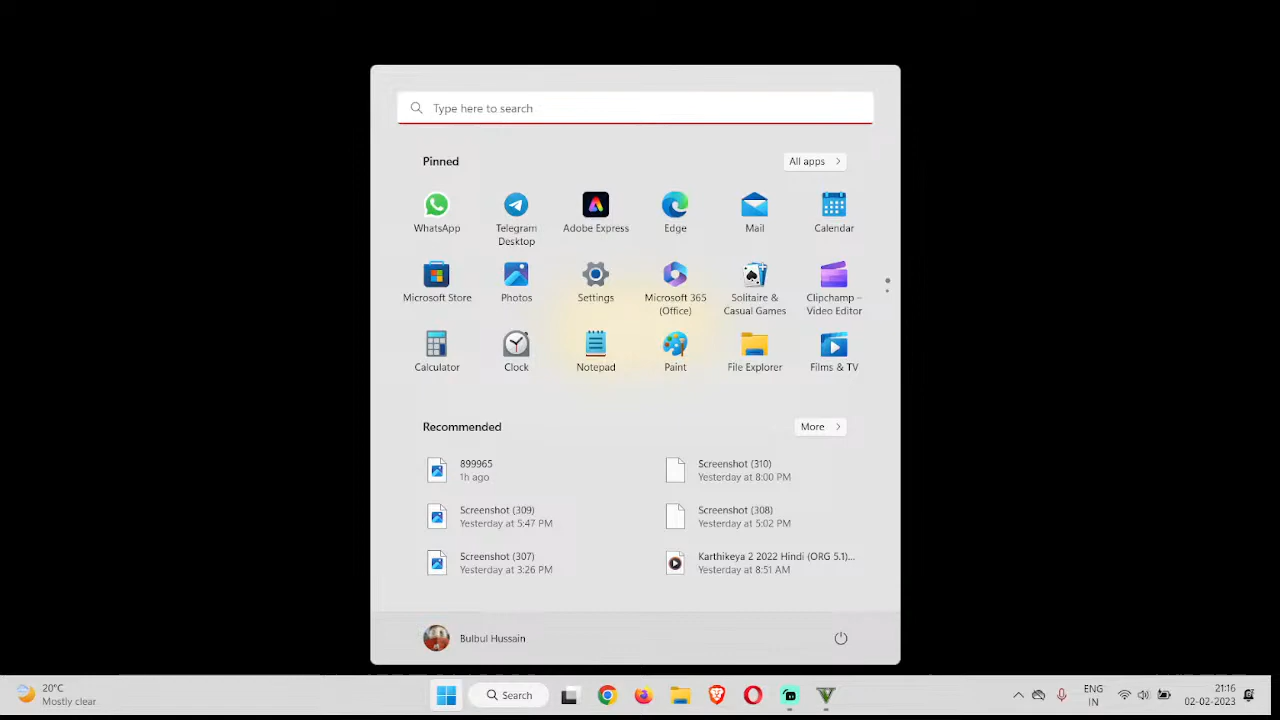 Type here to search
Pinned
All apps
WhatsApp
Telegram
Desktop
Adobe Express
Edge
Mail
Calendar
Microsoft Store
Photos
Settings
Microsoft 365
(Office)
Solitaire &
Casual Games
Clipchamp –
Video Editor
Calculator
Clock
Notepad
Paint
File Explorer
Films & TV
Recommended
More
899965
1h ago
Screenshot (310)
Yesterday at 8:00 PM
Screenshot (309)
Yesterday at 5:47 PM
Screenshot (308)
Yesterday at 5:02 PM
Screenshot (307)
Yesterday at 3:26 PM
Karthikeya 2 2022 Hindi (ORG 5.1)...
Yesterday at 8:51 AM
Bulbul Hussain
20°C
Mostly clear
Search
ENG
IN
21:16
02-02-2023